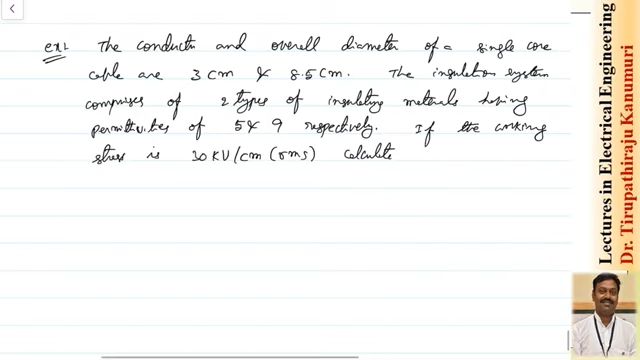 ex:- The conductor and overall diameter of a single core
cable are 3 cm & 8.5 cm. The insulation system
comprises of 2 types of insulating materials having
permittivities of 5 & 9 respectively. If the working
stress is 30 KV/cm (rms) calculate
Lectures in Electrical Engineering
Dr. Tirupathiraju Kanumuri